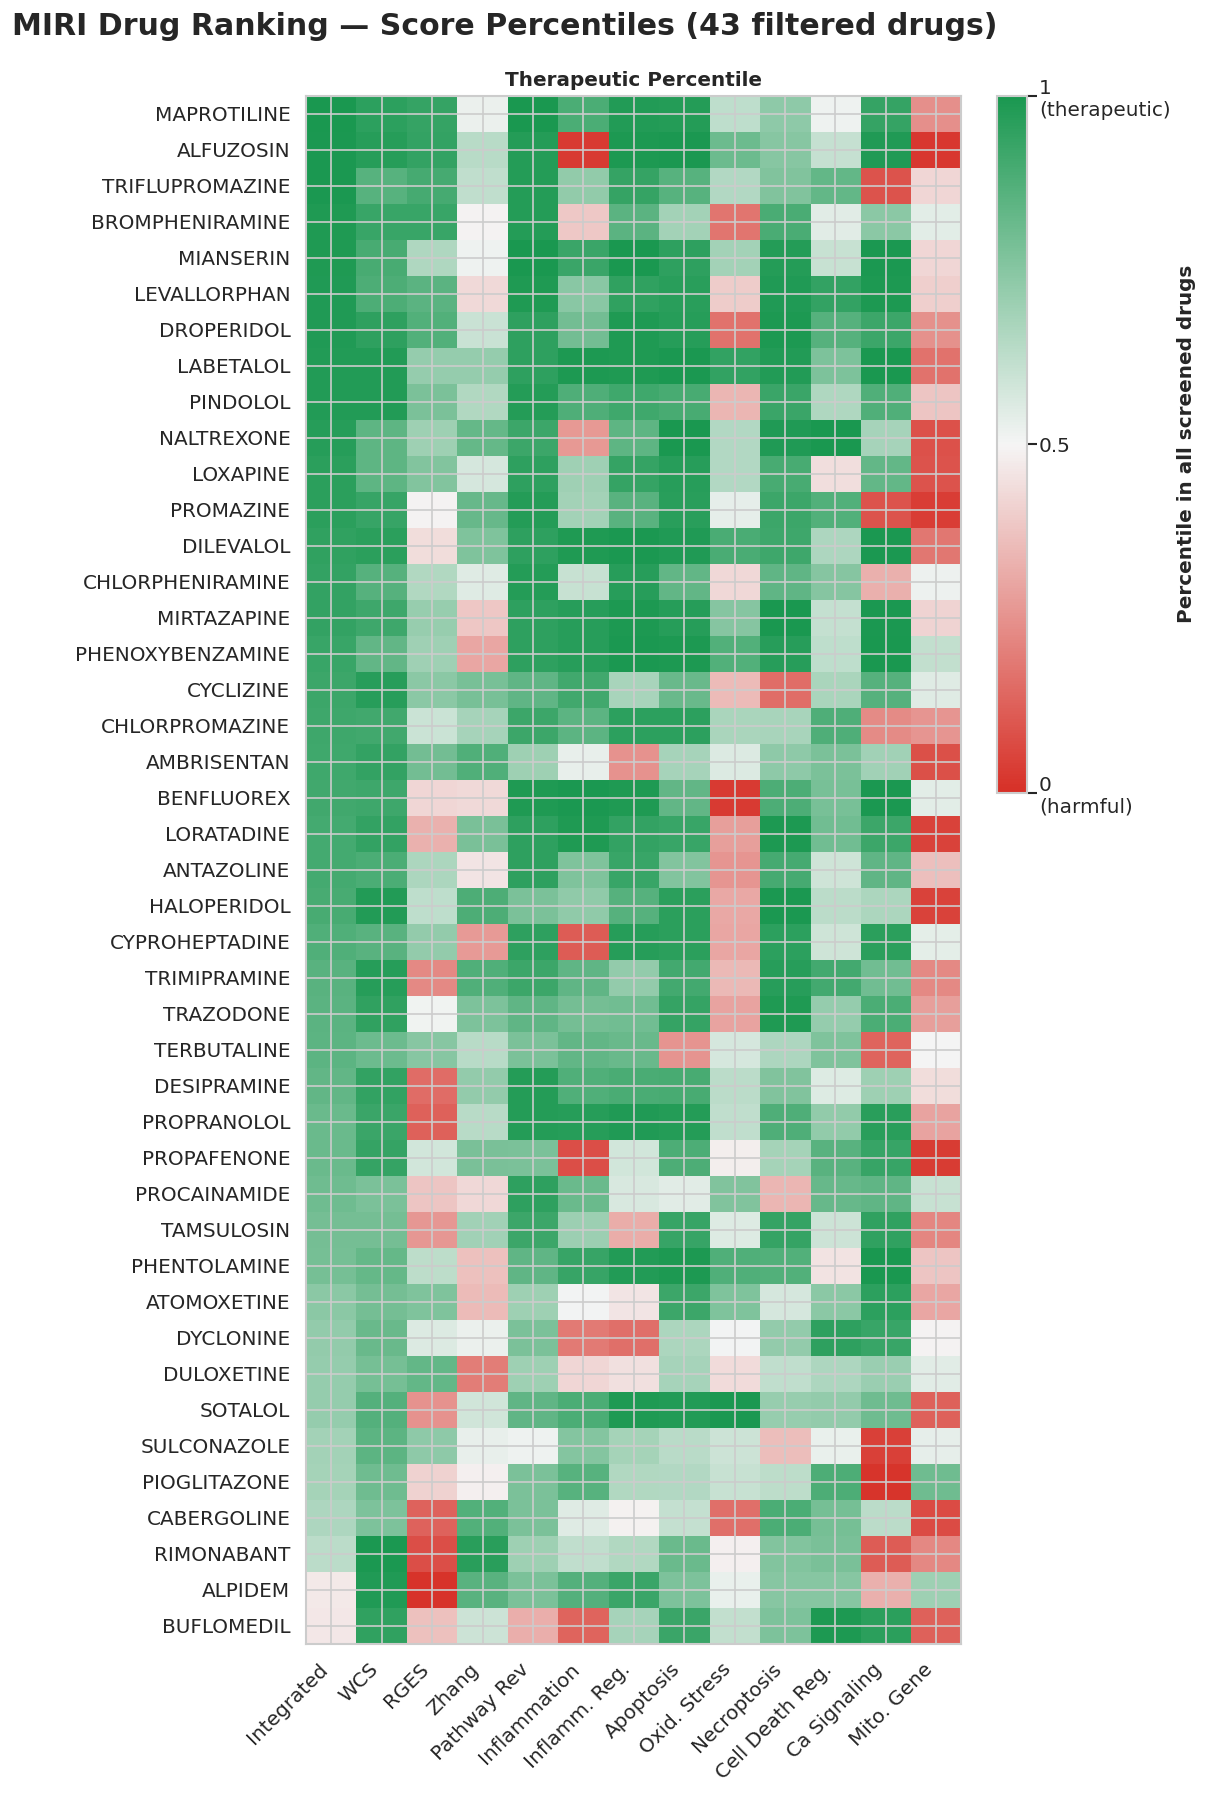 MIRI Drug Ranking — Score Percentiles (43 filtered drugs)
Therapeutic Percentile
MAPROTILINE
ALFUZOSIN
TRIFLUPROMAZINE
BROMPHENIRAMINE
MIANSERIN
LEVALLORPHAN
DROPERIDOL
LABETALOL
PINDOLOL
NALTREXONE
LOXAPINE
PROMAZINE
DILEVALOL
CHLORPHENIRAMINE
MIRTAZAPINE
PHENOXYBENZAMINE
CYCLIZINE
CHLORPROMAZINE
AMBRISENTAN
BENFLUOREX
LORATADINE
ANTAZOLINE
HALOPERIDOL
CYPROHEPTADINE
TRIMIPRAMINE
TRAZODONE
TERBUTALINE
DESIPRAMINE
PROPRANOLOL
PROPAFENONE
PROCAINAMIDE
TAMSULOSIN
PHENTOLAMINE
ATOMOXETINE
DYCLONINE
DULOXETINE
SOTALOL
SULCONAZOLE
PIOGLITAZONE
CABERGOLINE
RIMONABANT
ALPIDEM
BUFLOMEDIL
Integrated
WCS
RGES
Zhang
Pathway Rev
Inflammation
Inflamm. Reg.
Apoptosis
Oxid. Stress
Necroptosis
Cell Death Reg.
Ca Signaling
Mito. Gene
1
(therapeutic)
0.5
0
(harmful)
Percentile in all screened drugs